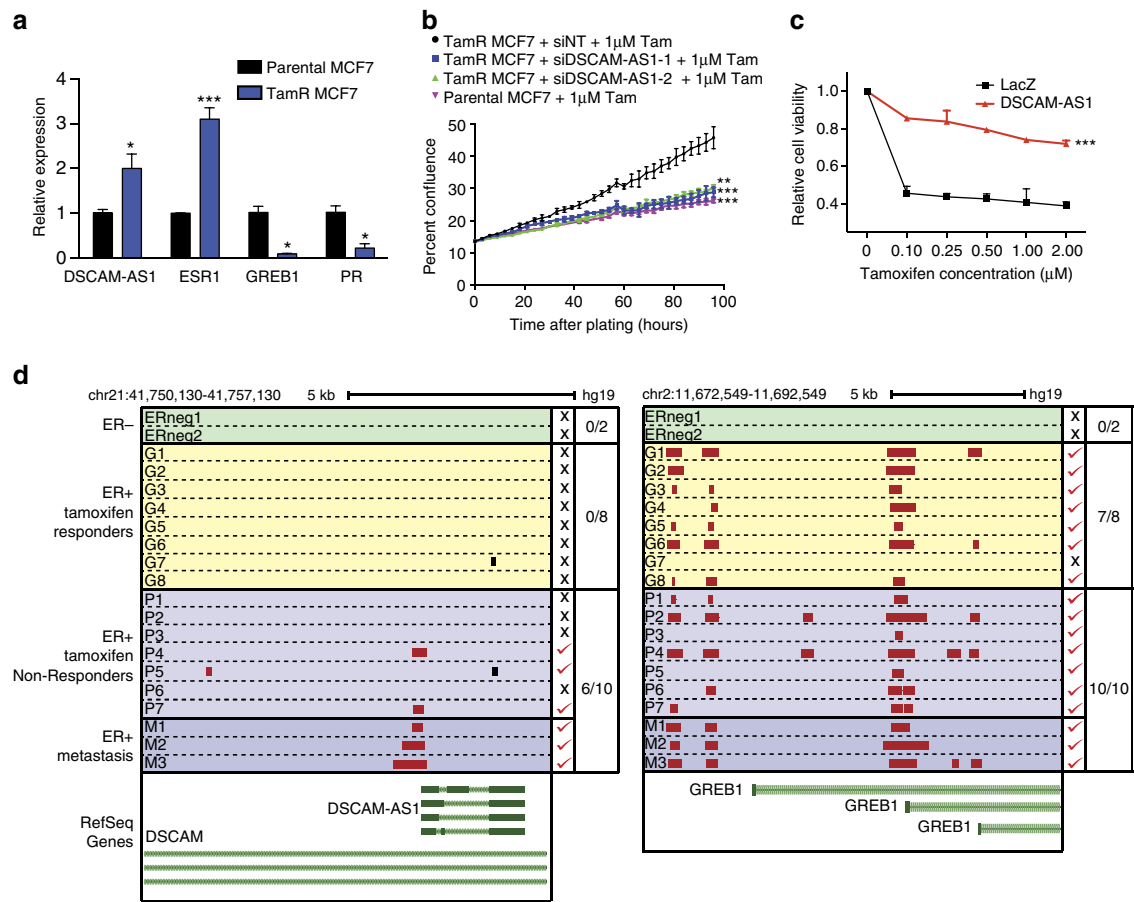 a
Parental MCF7
TamR MCF7
Relative expression
4
3
2
1
0
*
***
*
*
DSCAM-AS1 ESR1 GREB1 PR
b
TamR MCF7 + siNT + 1μM Tam
TamR MCF7 + siDSCAM-AS1-1 + 1μM Tam
TamR MCF7 + siDSCAM-AS1-2 + 1μM Tam
Parental MCF7 + 1μM Tam
Percent confluence
50
40
30
20
10
0
**
***
***
0 20 40 60 80 100
Time after plating (hours)
c
LacZ
DSCAM-AS1
Relative cell viability
1.0
0.8
0.6
0.4
***
0 0.10 0.25 0.50 1.00 2.00
Tamoxifen concentration (μM)
d
chr21:41,750,130-41,757,130 5 kb hg19
ER–
ERneg1 X
ERneg2 X
0/2
ER+
tamoxifen
responders
G1 X
G2 X
G3 X
G4 X
G5 X
G6 X
G7 X
G8 X
0/8
ER+
tamoxifen
Non-Responders
P1 X
P2 X
P3 X
P4 ✓
P5 ✓
P6 X
P7 ✓
6/10
ER+
metastasis
M1 ✓
M2 ✓
M3 ✓
RefSeq
Genes
DSCAM-AS1
DSCAM
chr2:11,672,549-11,692,549 5 kb hg19
ERneg1 X
ERneg2 X
0/2
G1 ✓
G2 ✓
G3 ✓
G4 ✓
G5 ✓
G6 ✓
G7 X
G8 ✓
7/8
P1 ✓
P2 ✓
P3 ✓
P4 ✓
P5 ✓
P6 ✓
P7 ✓
10/10
M1 ✓
M2 ✓
M3 ✓
GREB1
GREB1
GREB1